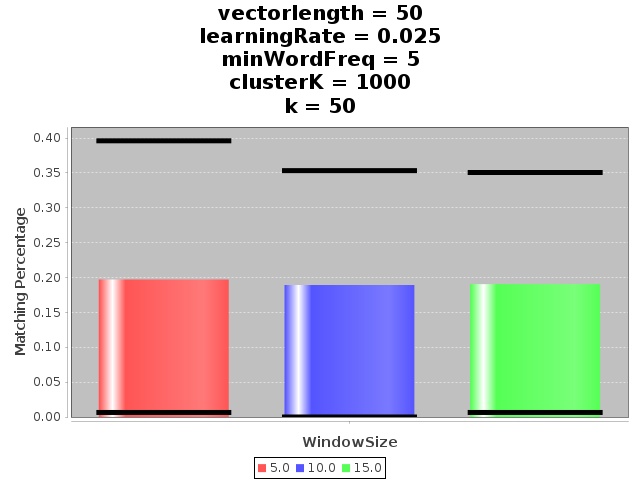 vectorlength = 50
learningRate = 0.025
minWordFreq = 5
clusterK = 1000
k = 50
Matching Percentage
0.40
0.35
0.30
0.25
0.20
0.15
0.10
0.05
0.00
WindowSize
5.0 10.0 15.0